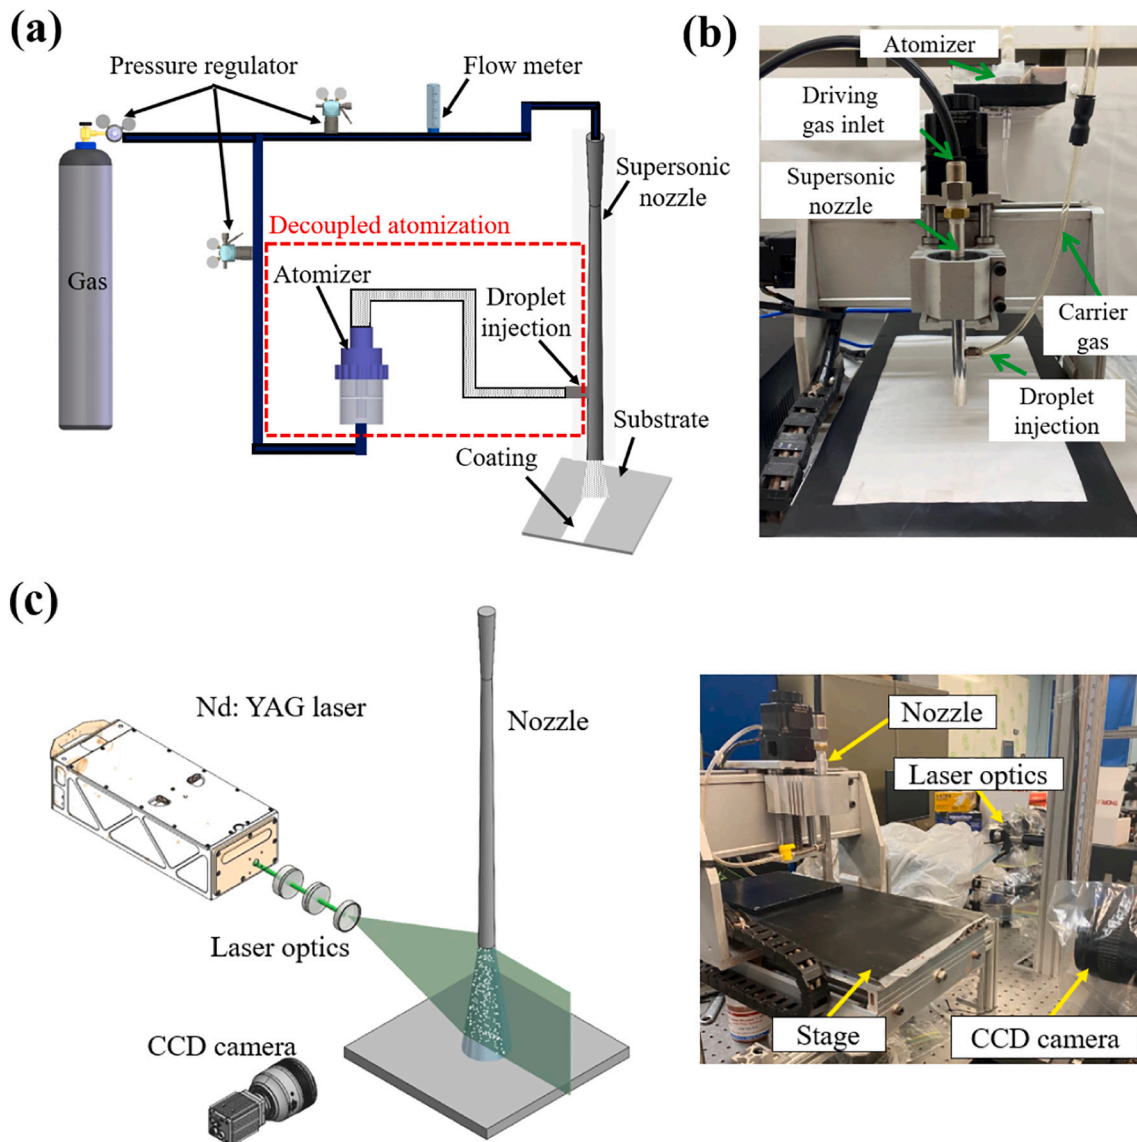 (a)
Pressure regulator
Flow meter
Gas
Supersonic
nozzle
Decoupled atomization
Atomizer
Droplet
injection
Substrate
Coating
(b)
Atomizer
Driving
gas inlet
Supersonic
nozzle
Carrier
gas
Droplet
injection
(c)
Nd: YAG laser
Nozzle
Laser optics
CCD camera
Nozzle
Laser optics
Stage
CCD camera